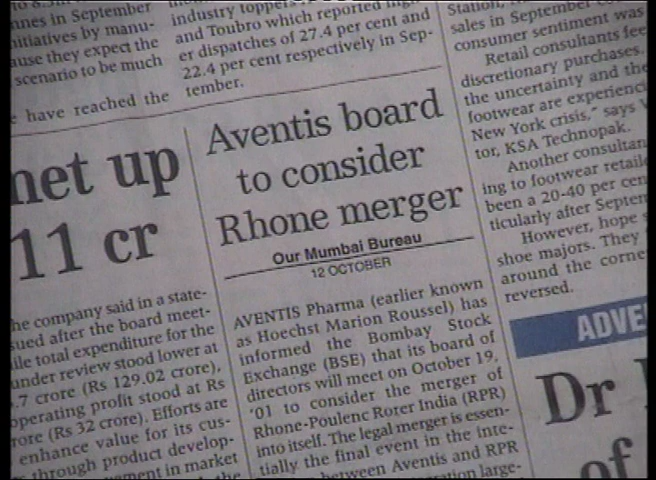 nnes in September
itiatives by manu-
ause they expect the
scenario to be much
e have reached the
net up
11 cr
he company said in a state-
sued after the board meet-
ile total expenditure for the
under review stood lower at
.7 crore (Rs 129.02 crore),
operating profit stood at Rs
rore (Rs 32 crore). Efforts are
enhance value for its cus-
through product develop-
ement in market
industry toppers
and Toubro which reported
er dispatches of 27.4 per cent and
22.4 per cent respectively in Sep-
tember.
Aventis board
to consider
Rhone merger
Our Mumbai Bureau
12 OCTOBER
AVENTIS Pharma (earlier known
as Hoechst Marion Roussel) has
informed the Bombay Stock
Exchange (BSE) that its board of
directors will meet on October 19,
'01 to consider the merger of
Rhone-Poulenc Rorer India (RPR)
into itself. The legal merger is essen-
tially the final event in the inte-
between Aventis and RPR
large-
Station,
sales in September
consumer sentiment was
Retail consultants fee
discretionary purchases.
the uncertainty and the
footwear are experienci
New York crisis," says V
tor, KSA Technopak.
Another consultan
ing to footwear retaile
been a 20-40 per cen
ticularly after Septem
However, hope s
shoe majors. They
around the corne
reversed.
ADVE
Dr
of